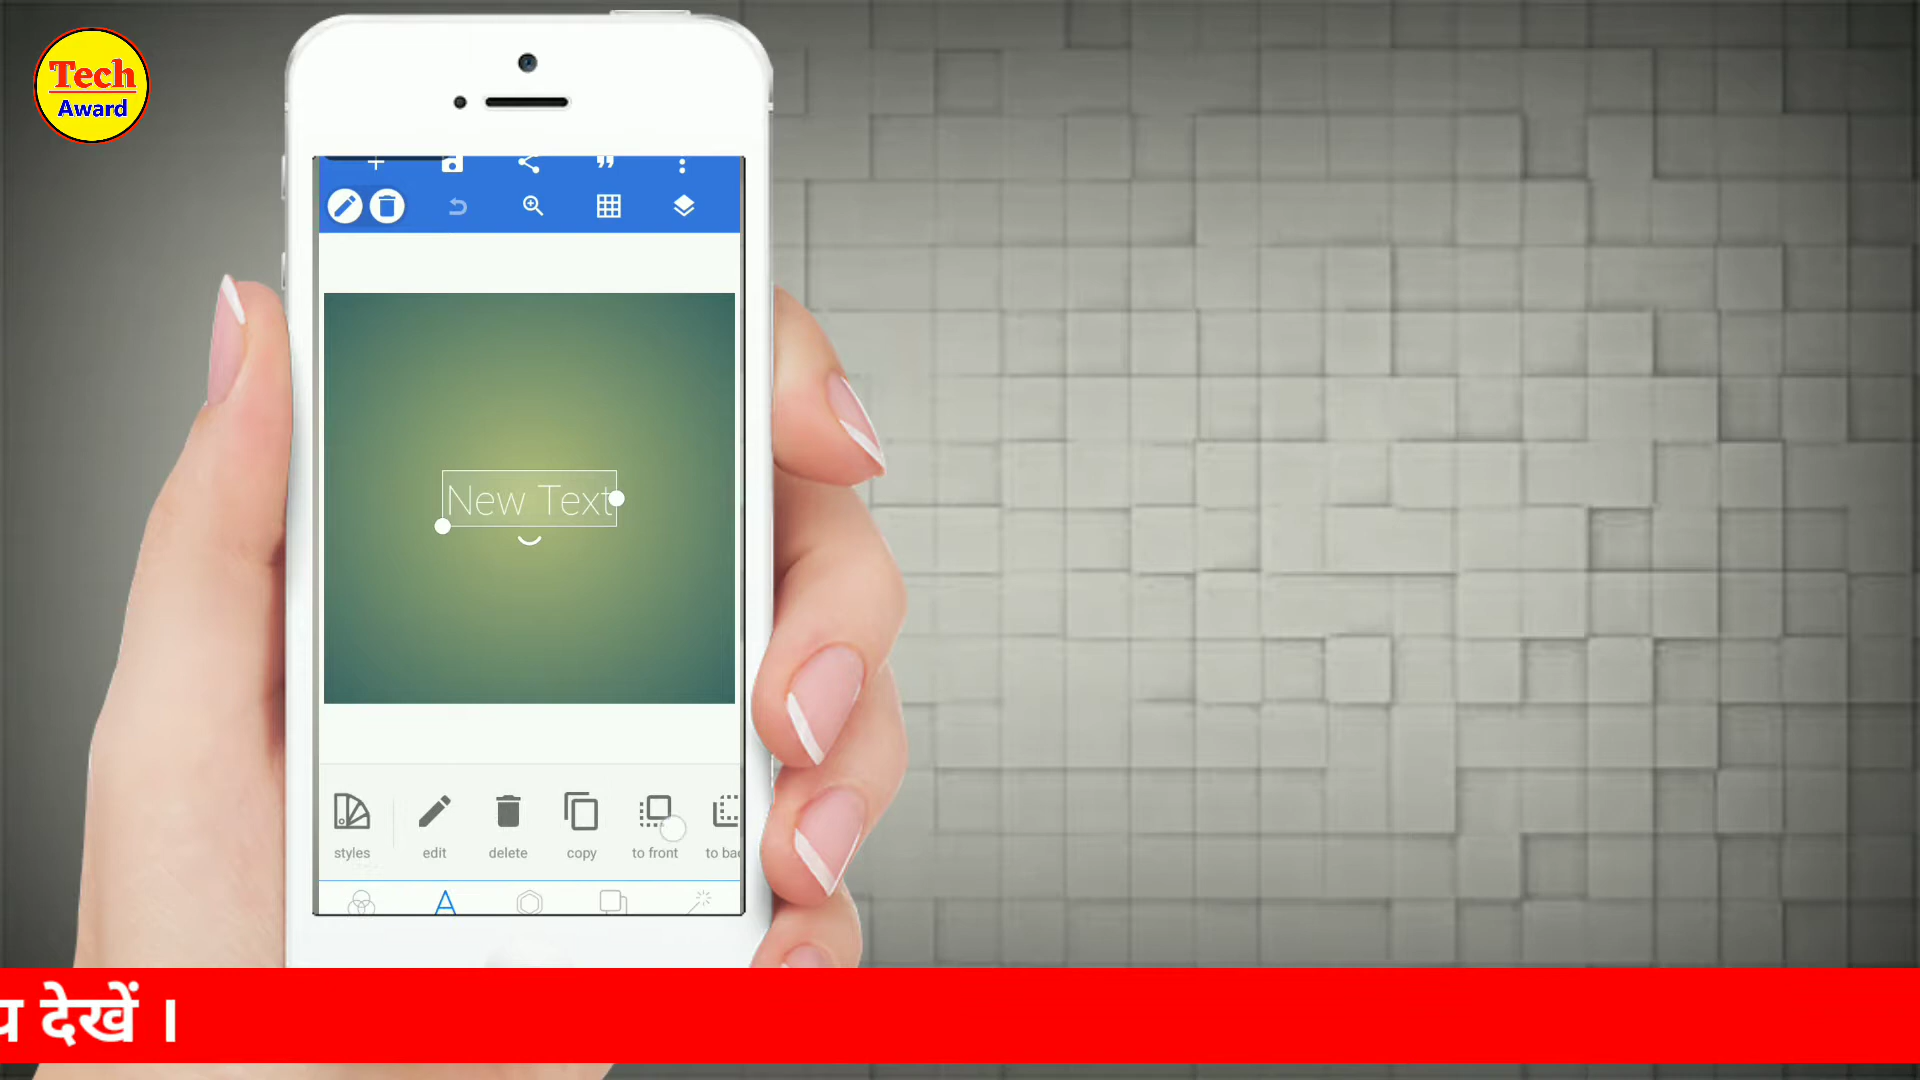 Tech
Award
New Text
styles edit delete copy to front
देखें ।